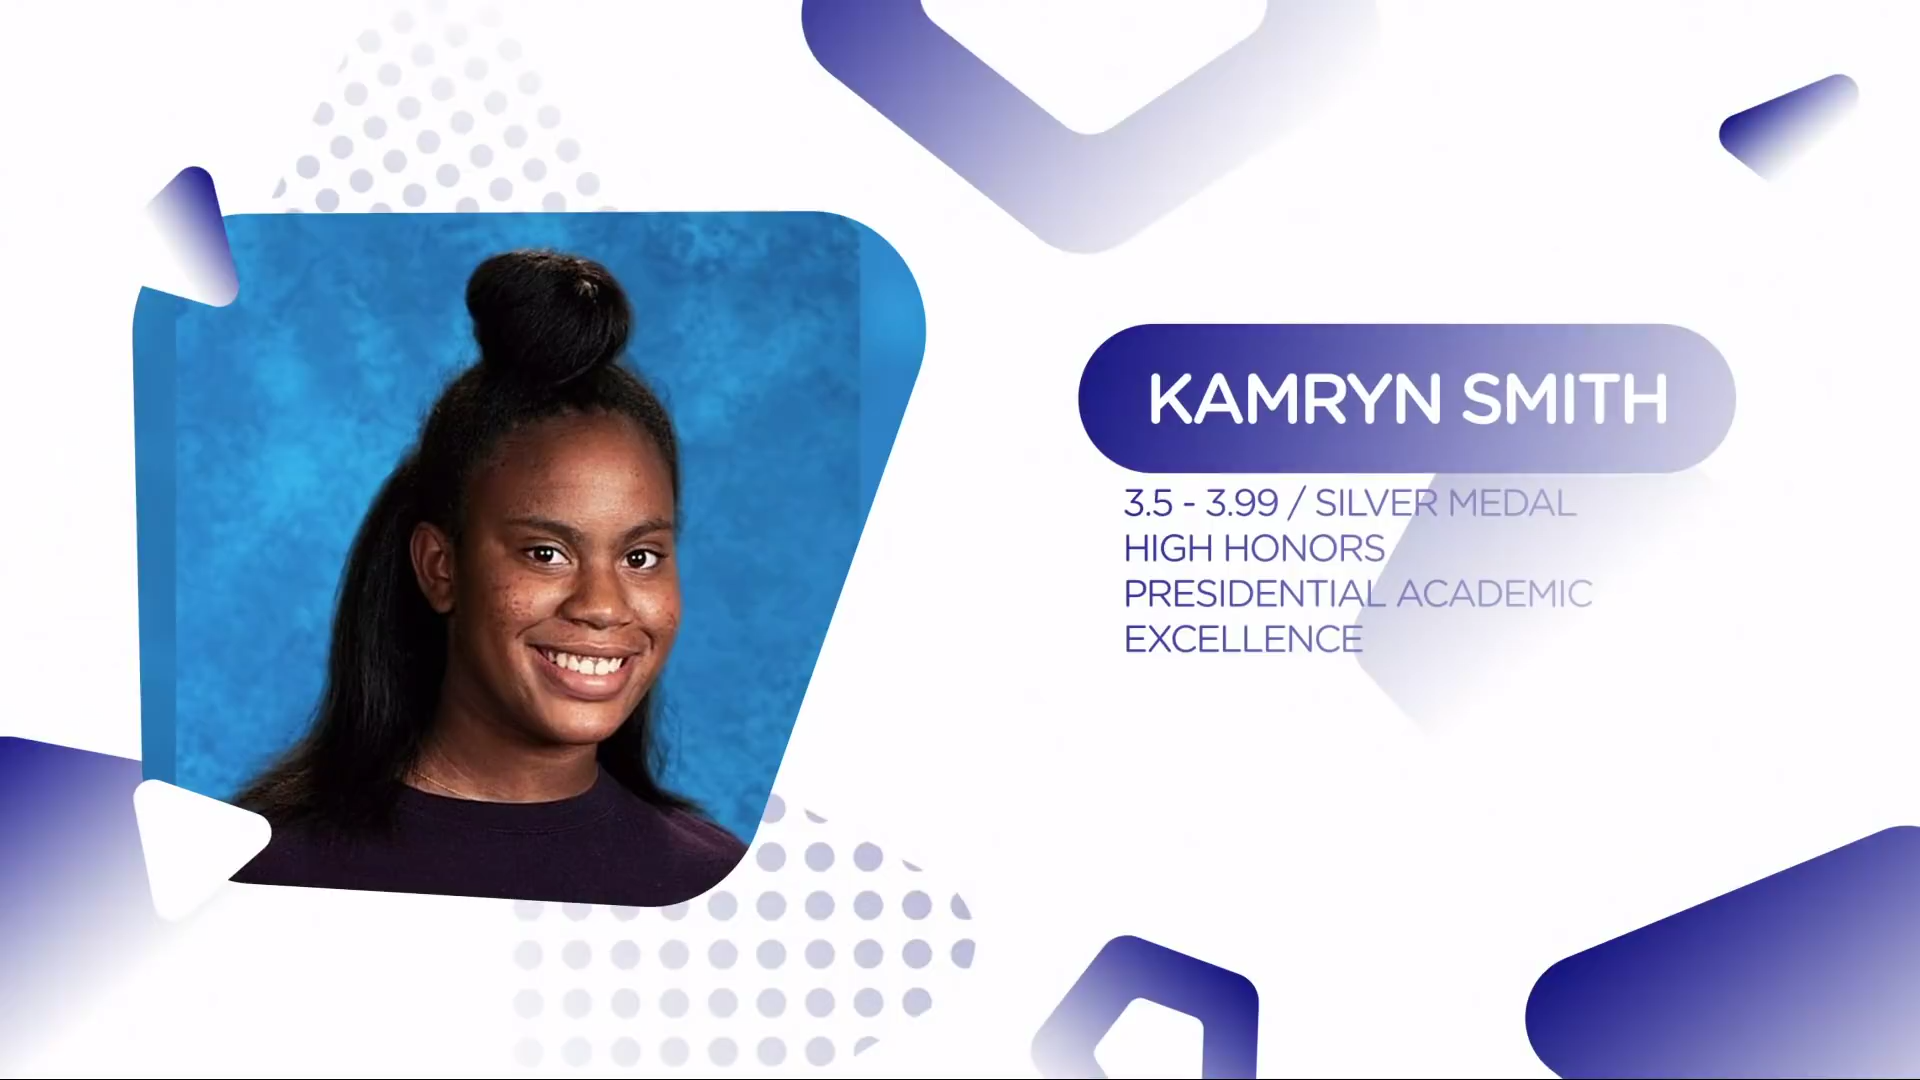 KAMRYN SMITH
3.5 - 3.99 / SILVER MEDAL
HIGH HONORS
PRESIDENTIAL ACADEMIC
EXCELLENCE